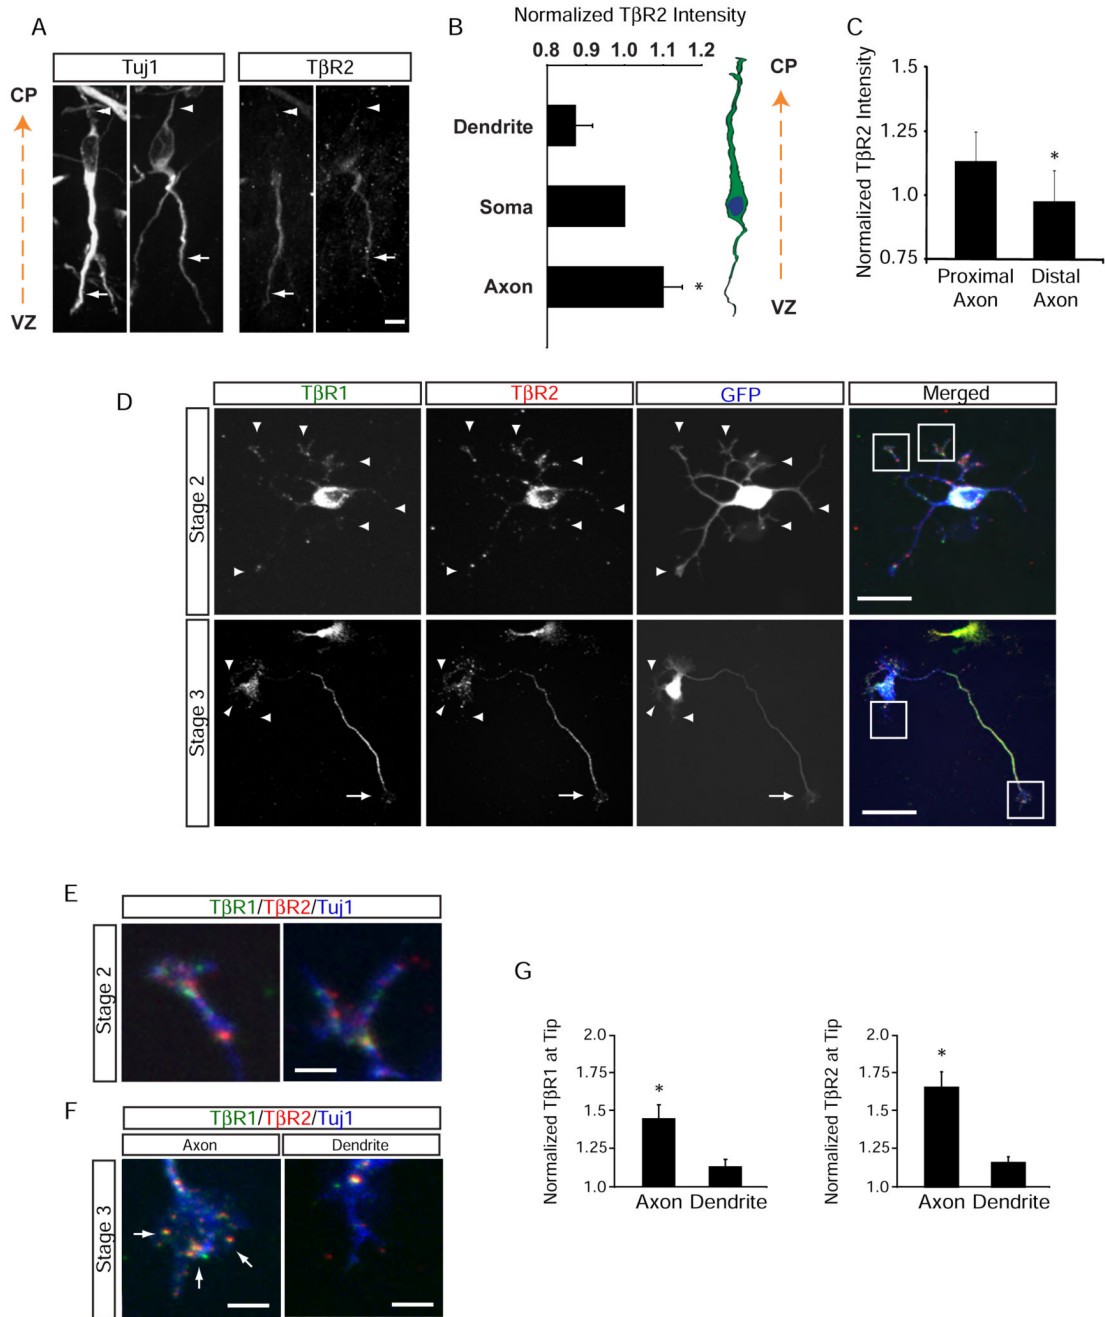 A
Tuj1
TβR2
CP
VZ
B
Normalized TβR2 Intensity
0.8 0.9 1.0 1.1 1.2
Dendrite
Soma
Axon
*
CP
VZ
C
Normalized TβR2 Intensity
1.5
1.25
1.0
0.75
*
Proximal Axon
Distal Axon
D
TβR1
TβR2
GFP
Merged
Stage 2
Stage 3
E
TβR1/TβR2/Tuj1
Stage 2
F
TβR1/TβR2/Tuj1
Axon
Dendrite
Stage 3
G
Normalized TβR1 at Tip
2.0
1.75
1.5
1.25
1.0
*
Axon Dendrite
Normalized TβR2 at Tip
2.0
1.75
1.5
1.25
1.0
*
Axon Dendrite